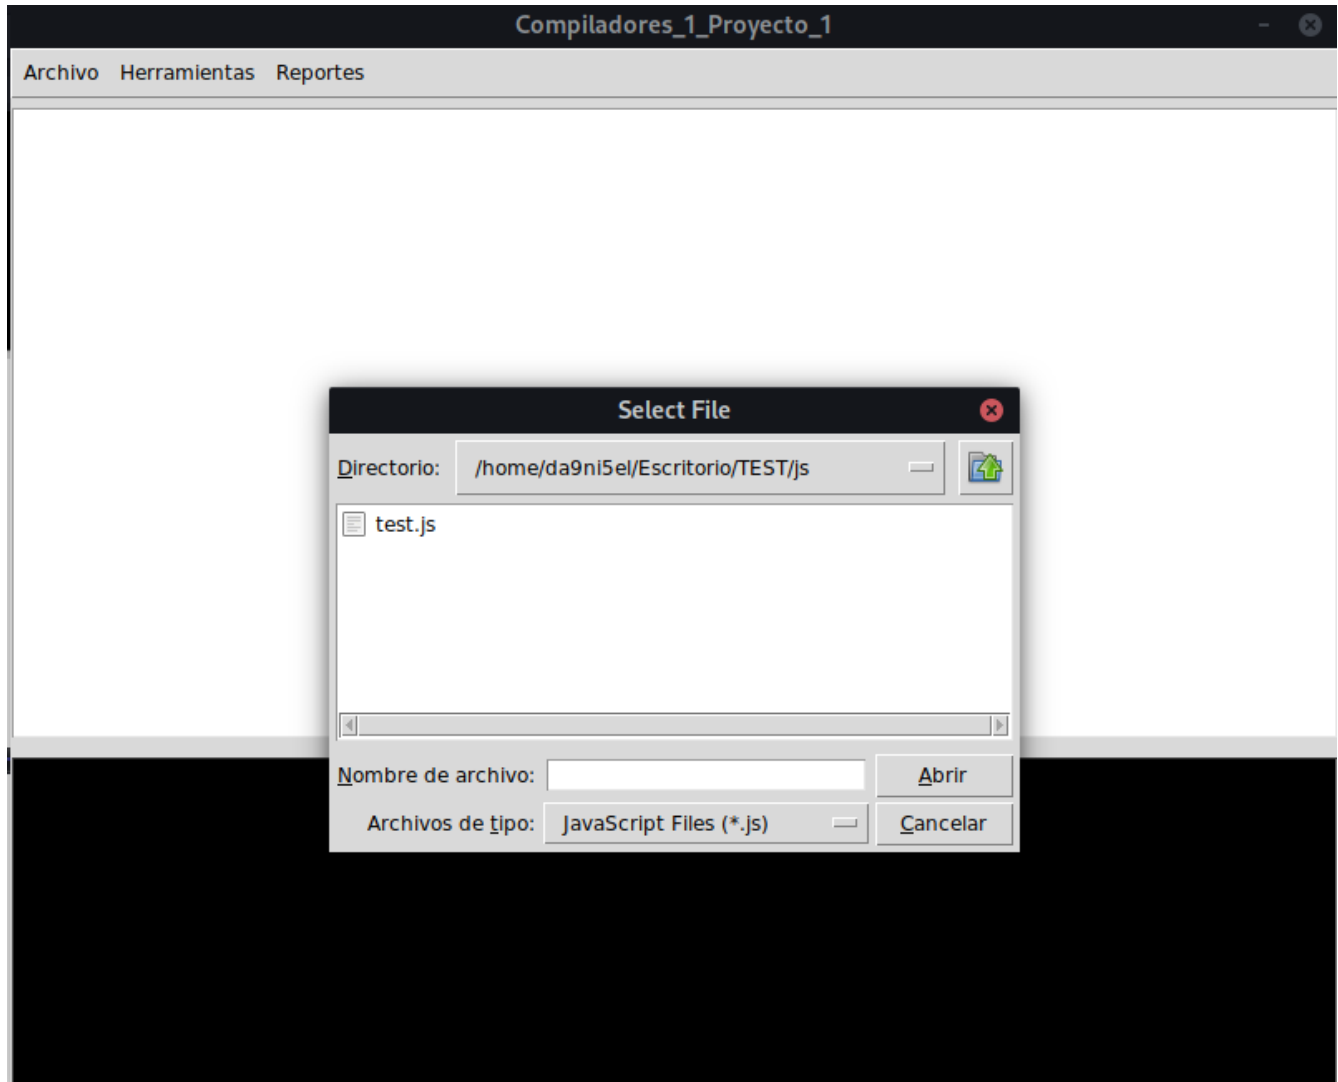 Compiladores_1_Proyecto_1
Archivo Herramientas Reportes
Select File
Directorio: /home/da9ni5el/Escritorio/TEST/js
test.js
Nombre de archivo: Abrir
Archivos de tipo: JavaScript Files (*.js) Cancelar